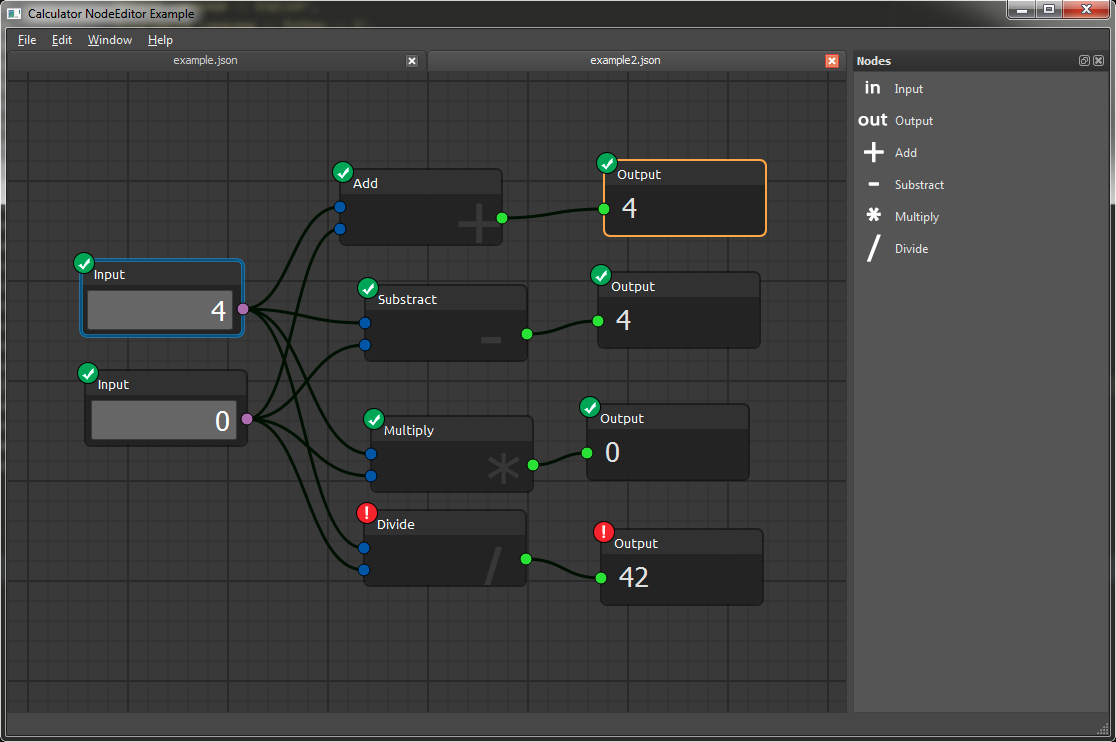 Calculator NodeEditor Example
File Edit Window Help
example.json
example2.json
Nodes
in Input
out Output
+ Add
- Substract
* Multiply
/ Divide
Input
4
Input
0
Add
+
Substract
-
Multiply
*
! Divide
/
Output
4
Output
4
Output
0
! Output
42